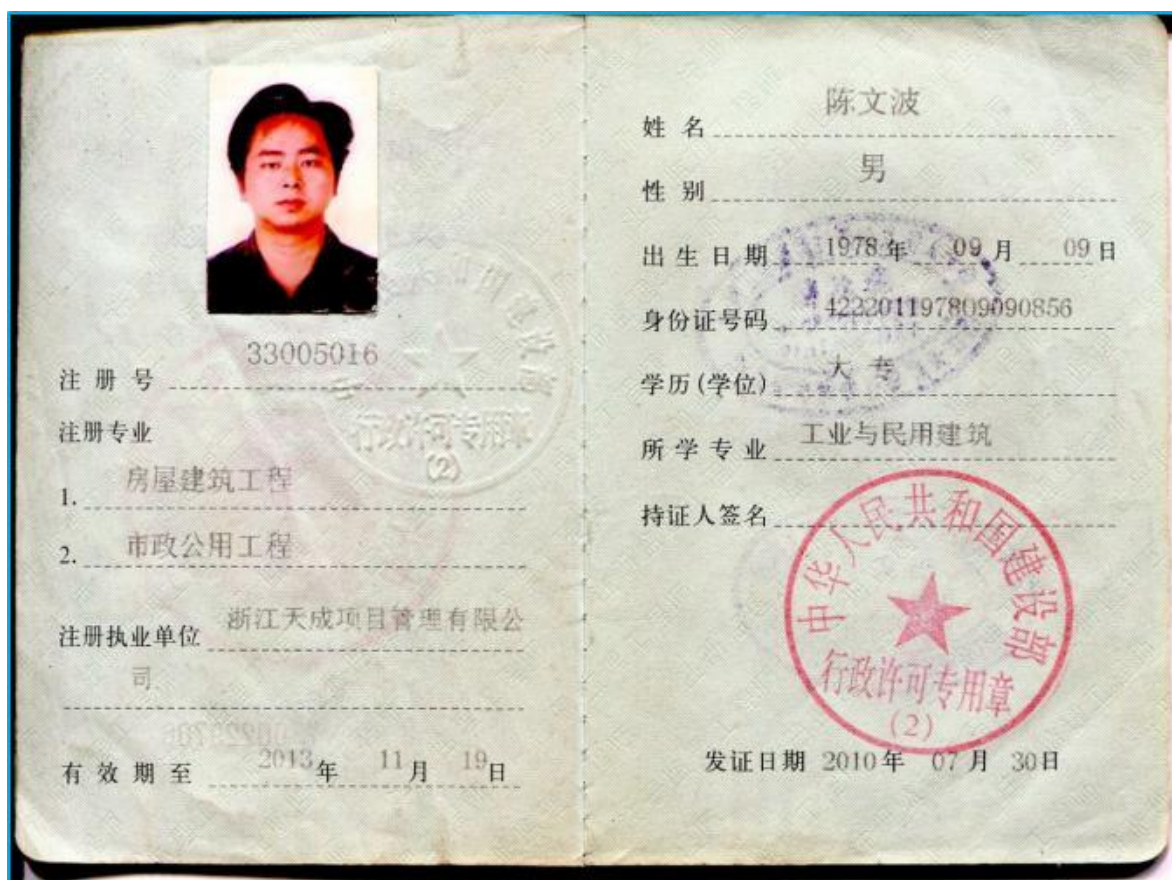 注册号 33005016
注册专业
1. 房屋建筑工程
2. 市政公用工程
注册执业单位 浙江天成项目管理有限公
司
有效期至 2013年 11月 19日
行政许可专用章
(2)
姓名 陈文波
性别 男
出生日期 1978年 09月 09日
身份证号码 422201197809090856
学历(学位) 大专
所学专业 工业与民用建筑
持证人签名
中华人民共和国建设部
行政许可专用章
(2)
发证日期 2010年 07月 30日